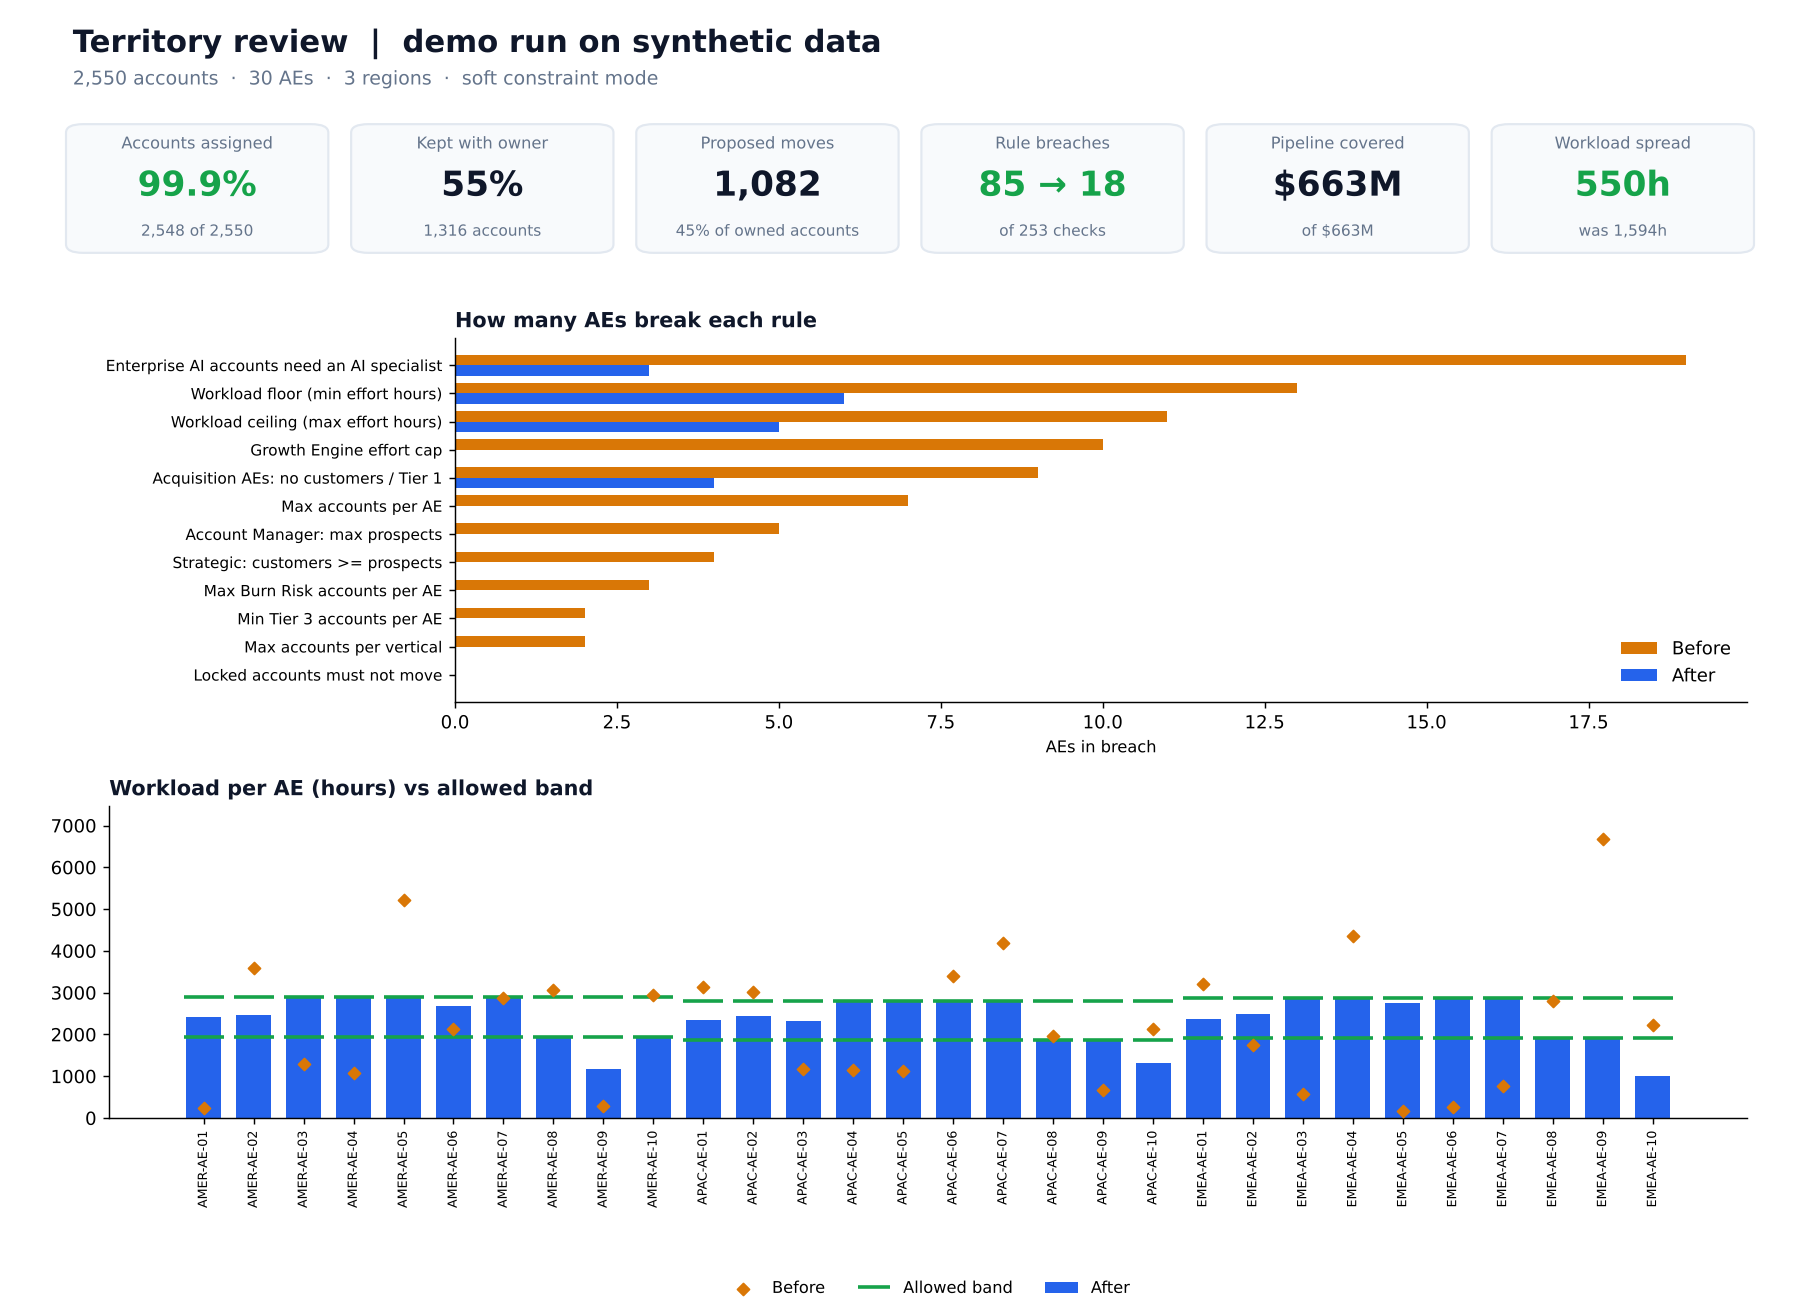 Territory review | demo run on synthetic data
2,550 accounts · 30 AEs · 3 regions · soft constraint mode
Accounts assigned
99.9%
2,548 of 2,550
Kept with owner
55%
1,316 accounts
Proposed moves
1,082
45% of owned accounts
Rule breaches
85 → 18
of 253 checks
Pipeline covered
$663M
of $663M
Workload spread
550h
was 1,594h
How many AEs break each rule
Enterprise AI accounts need an AI specialist
Workload floor (min effort hours)
Workload ceiling (max effort hours)
Growth Engine effort cap
Acquisition AEs: no customers / Tier 1
Max accounts per AE
Account Manager: max prospects
Strategic: customers >= prospects
Max Burn Risk accounts per AE
Min Tier 3 accounts per AE
Max accounts per vertical
Locked accounts must not move
Before
After
0.0 2.5 5.0 7.5 10.0 12.5 15.0 17.5
AEs in breach
Workload per AE (hours) vs allowed band
7000
6000
5000
4000
3000
2000
1000
0
AMER-AE-01
AMER-AE-02
AMER-AE-03
AMER-AE-04
AMER-AE-05
AMER-AE-06
AMER-AE-07
AMER-AE-08
AMER-AE-09
AMER-AE-10
APAC-AE-01
APAC-AE-02
APAC-AE-03
APAC-AE-04
APAC-AE-05
APAC-AE-06
APAC-AE-07
APAC-AE-08
APAC-AE-09
APAC-AE-10
EMEA-AE-01
EMEA-AE-02
EMEA-AE-03
EMEA-AE-04
EMEA-AE-05
EMEA-AE-06
EMEA-AE-07
EMEA-AE-08
EMEA-AE-09
EMEA-AE-10
Before Allowed band After